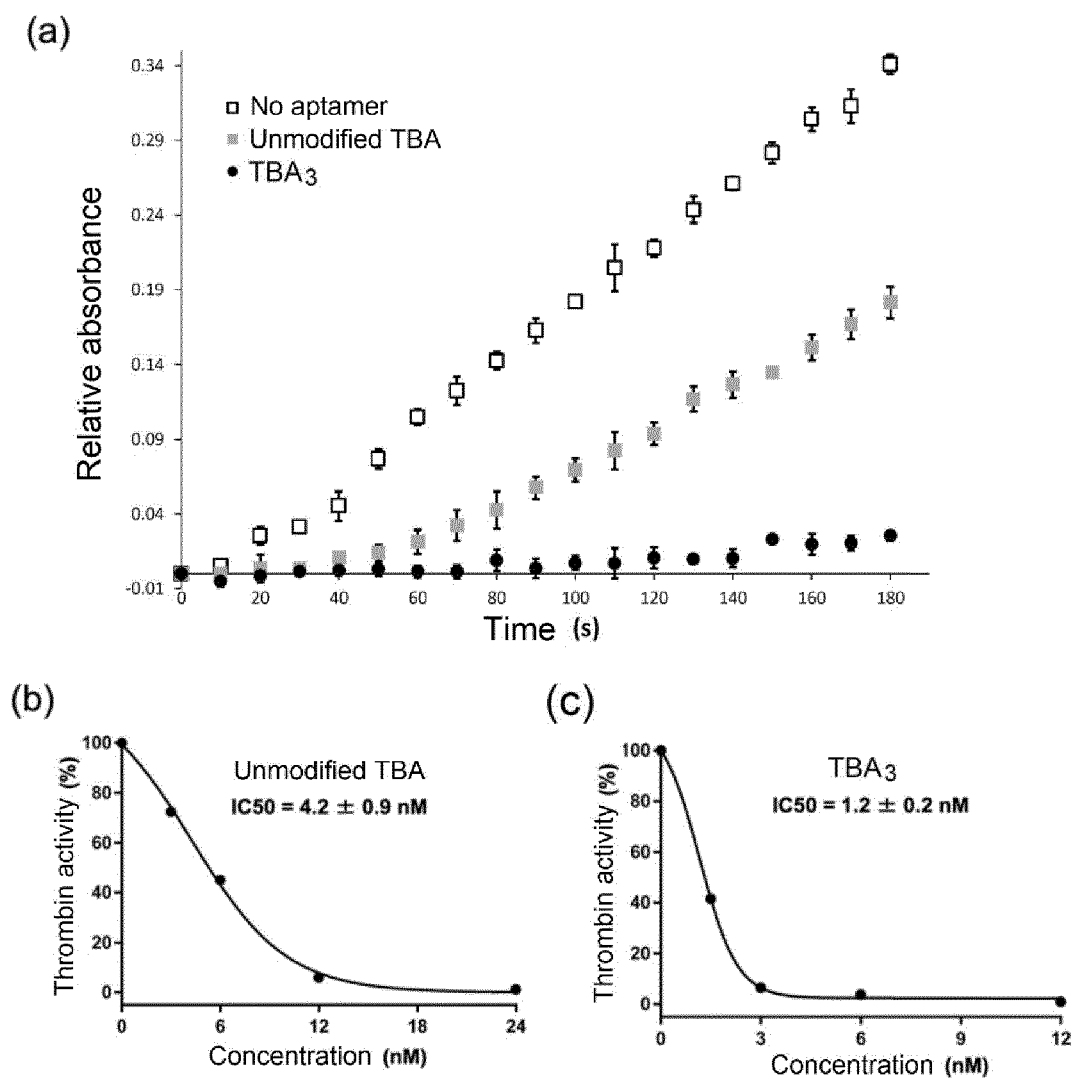 (a)
0.34
0.29
0.24
0.19
0.14
0.09
0.04
-0.01
Relative absorbance
No aptamer
Unmodified TBA
TBA3
0 20 40 60 80 100 120 140 160 180
Time (s)
(b)
100
80
60
40
20
0
Thrombin activity (%)
Unmodified TBA
IC50 = 4.2 ± 0.9 nM
0 6 12 18 24
Concentration (nM)
(c)
100
80
60
40
20
0
Thrombin activity (%)
TBA3
IC50 = 1.2 ± 0.2 nM
0 3 6 9 12
Concentration (nM)